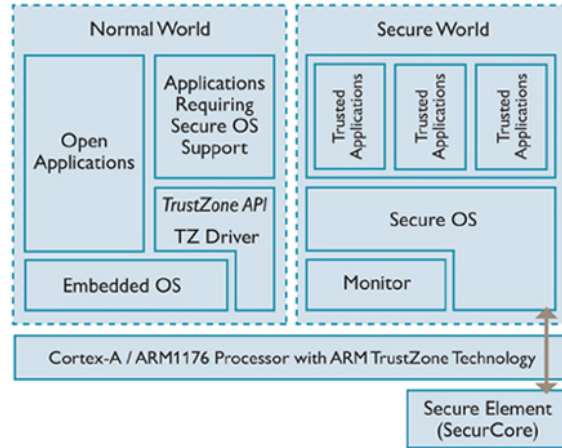 Normal World
Open
Applications
Applications
Requiring
Secure OS
Support
TrustZone API
TZ Driver
Embedded OS
Secure World
Trusted
Applications
Trusted
Applications
Trusted
Applications
Secure OS
Monitor
Cortex-A / ARM1176 Processor with ARM TrustZone Technology
Secure Element
(SecurCore)